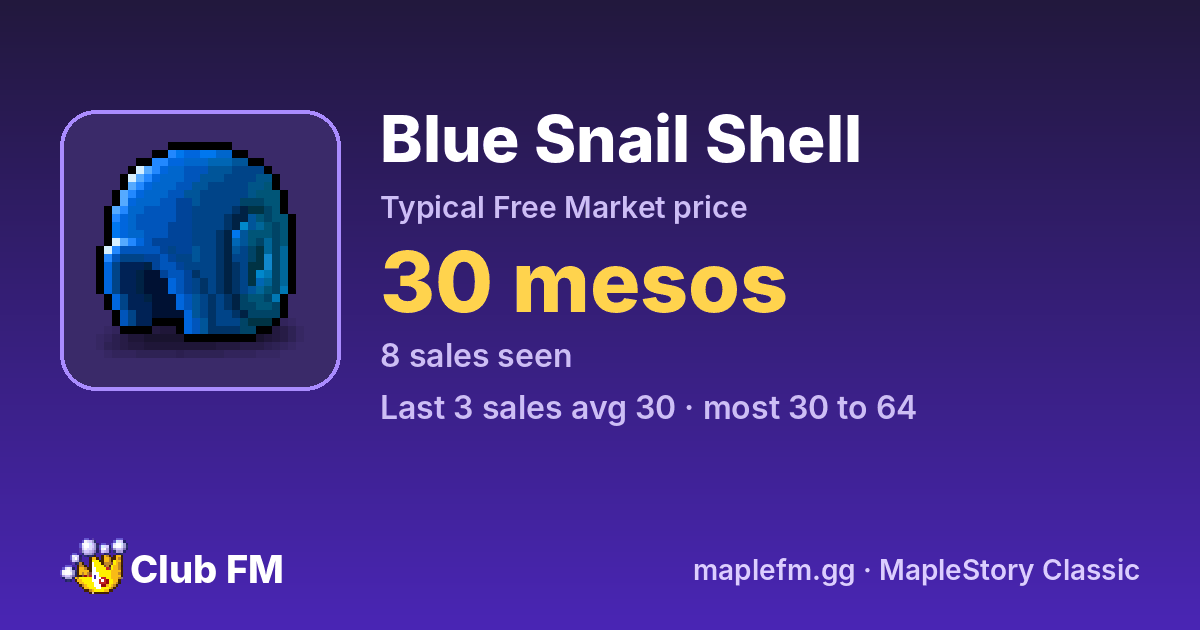 Blue Snail Shell
Typical Free Market price
30 mesos
8 sales seen
Last 3 sales avg 30 · most 30 to 64
Club FM
maplefm.gg · MapleStory Classic